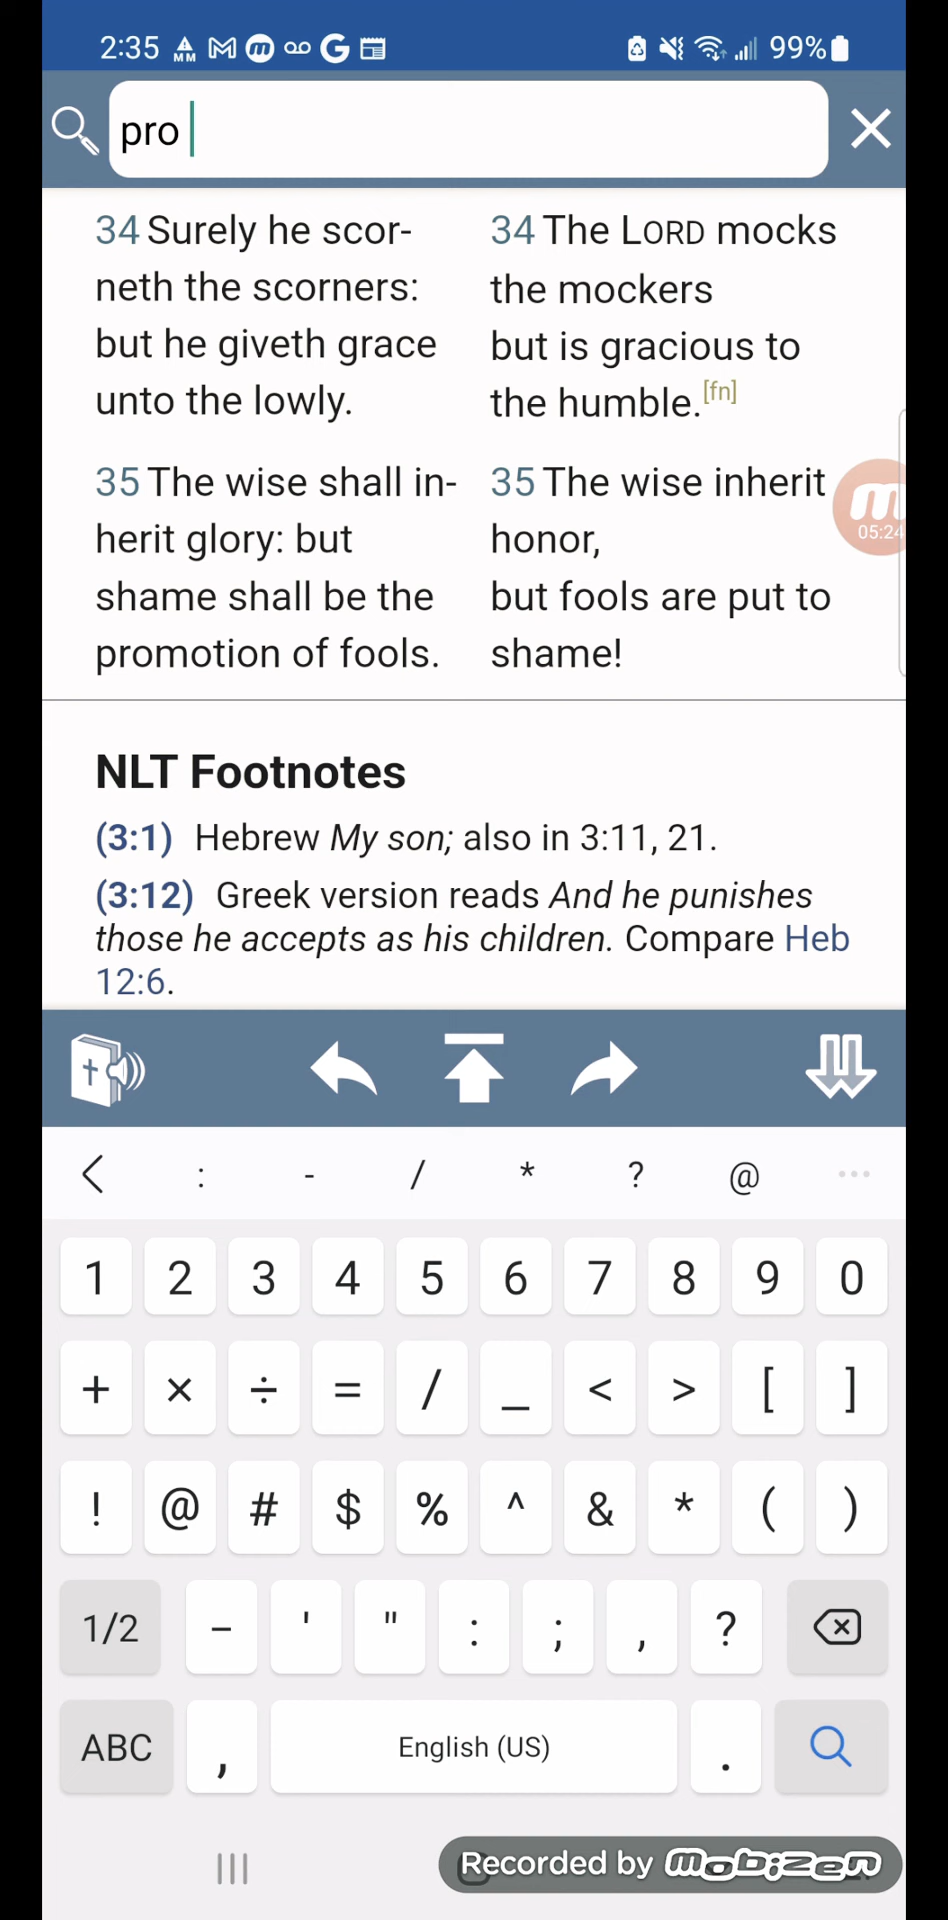 2:35 MM M m G 99%
pro
34 Surely he scor-
neth the scorners:
but he giveth grace
unto the lowly.
34 The LORD mocks
the mockers
but is gracious to
the humble.[fn]
35 The wise shall in-
herit glory: but
shame shall be the
promotion of fools.
35 The wise inherit
honor,
but fools are put to
shame!
m
05:24
NLT Footnotes
(3:1) Hebrew My son; also in 3:11, 21.
(3:12) Greek version reads And he punishes
those he accepts as his children. Compare Heb
12:6.
: - / * ? @ ...
1 2 3 4 5 6 7 8 9 0
+ × ÷ = / _ < > [ ]
! @ # $ % ^ & * ( )
1/2 - ' " : ; , ?
ABC , English (US) .
Recorded by mobizen